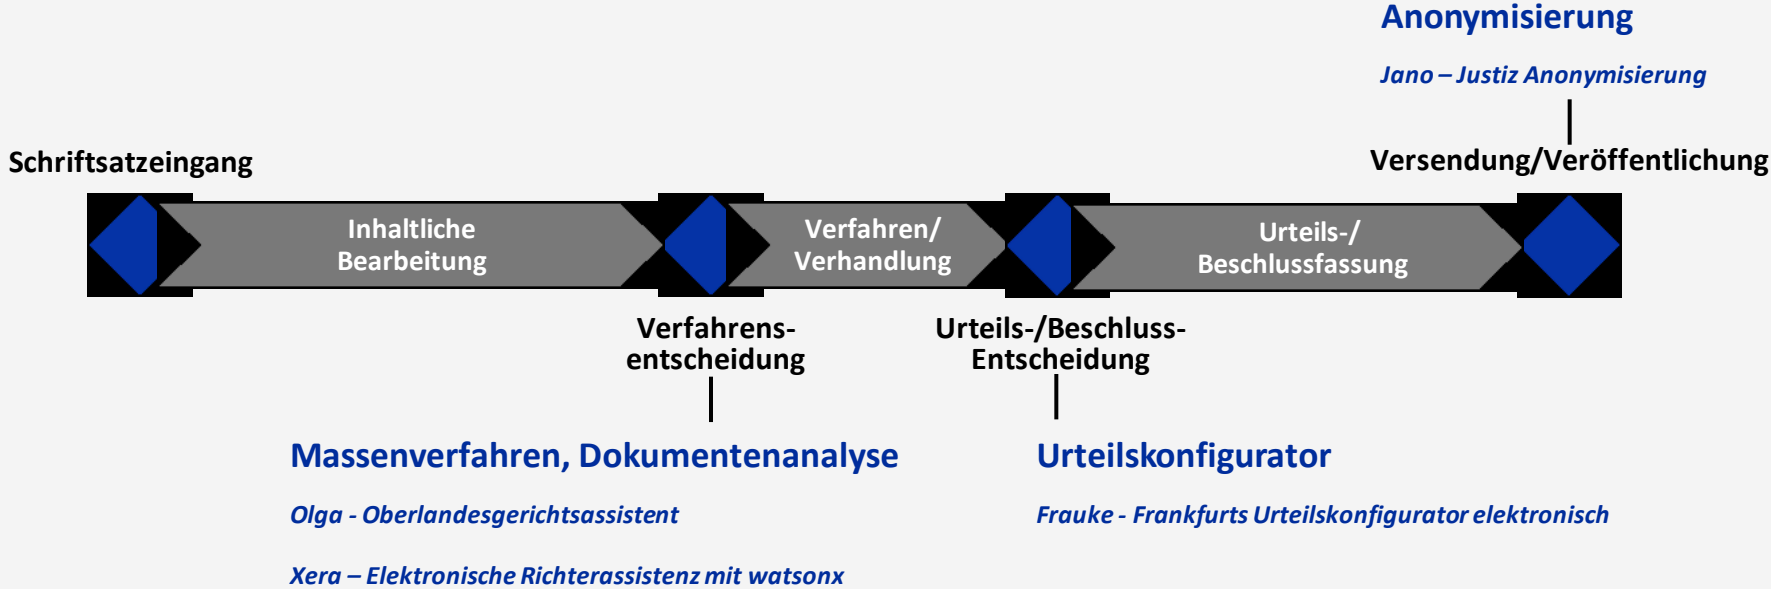 Anonymisierung
Jano – Justiz Anonymisierung
Schriftsatzeingang
Versendung/Veröffentlichung
Inhaltliche
Bearbeitung
Verfahren/
Verhandlung
Urteils-/
Beschlussfassung
Verfahrens-
entscheidung
Urteils-/Beschluss-
Entscheidung
Massenverfahren, Dokumentenanalyse
Olga - Oberlandesgerichtsassistent
Xera – Elektronische Richterassistenz mit watsonx
Urteilskonfigurator
Frauke - Frankfurts Urteilskonfigurator elektronisch